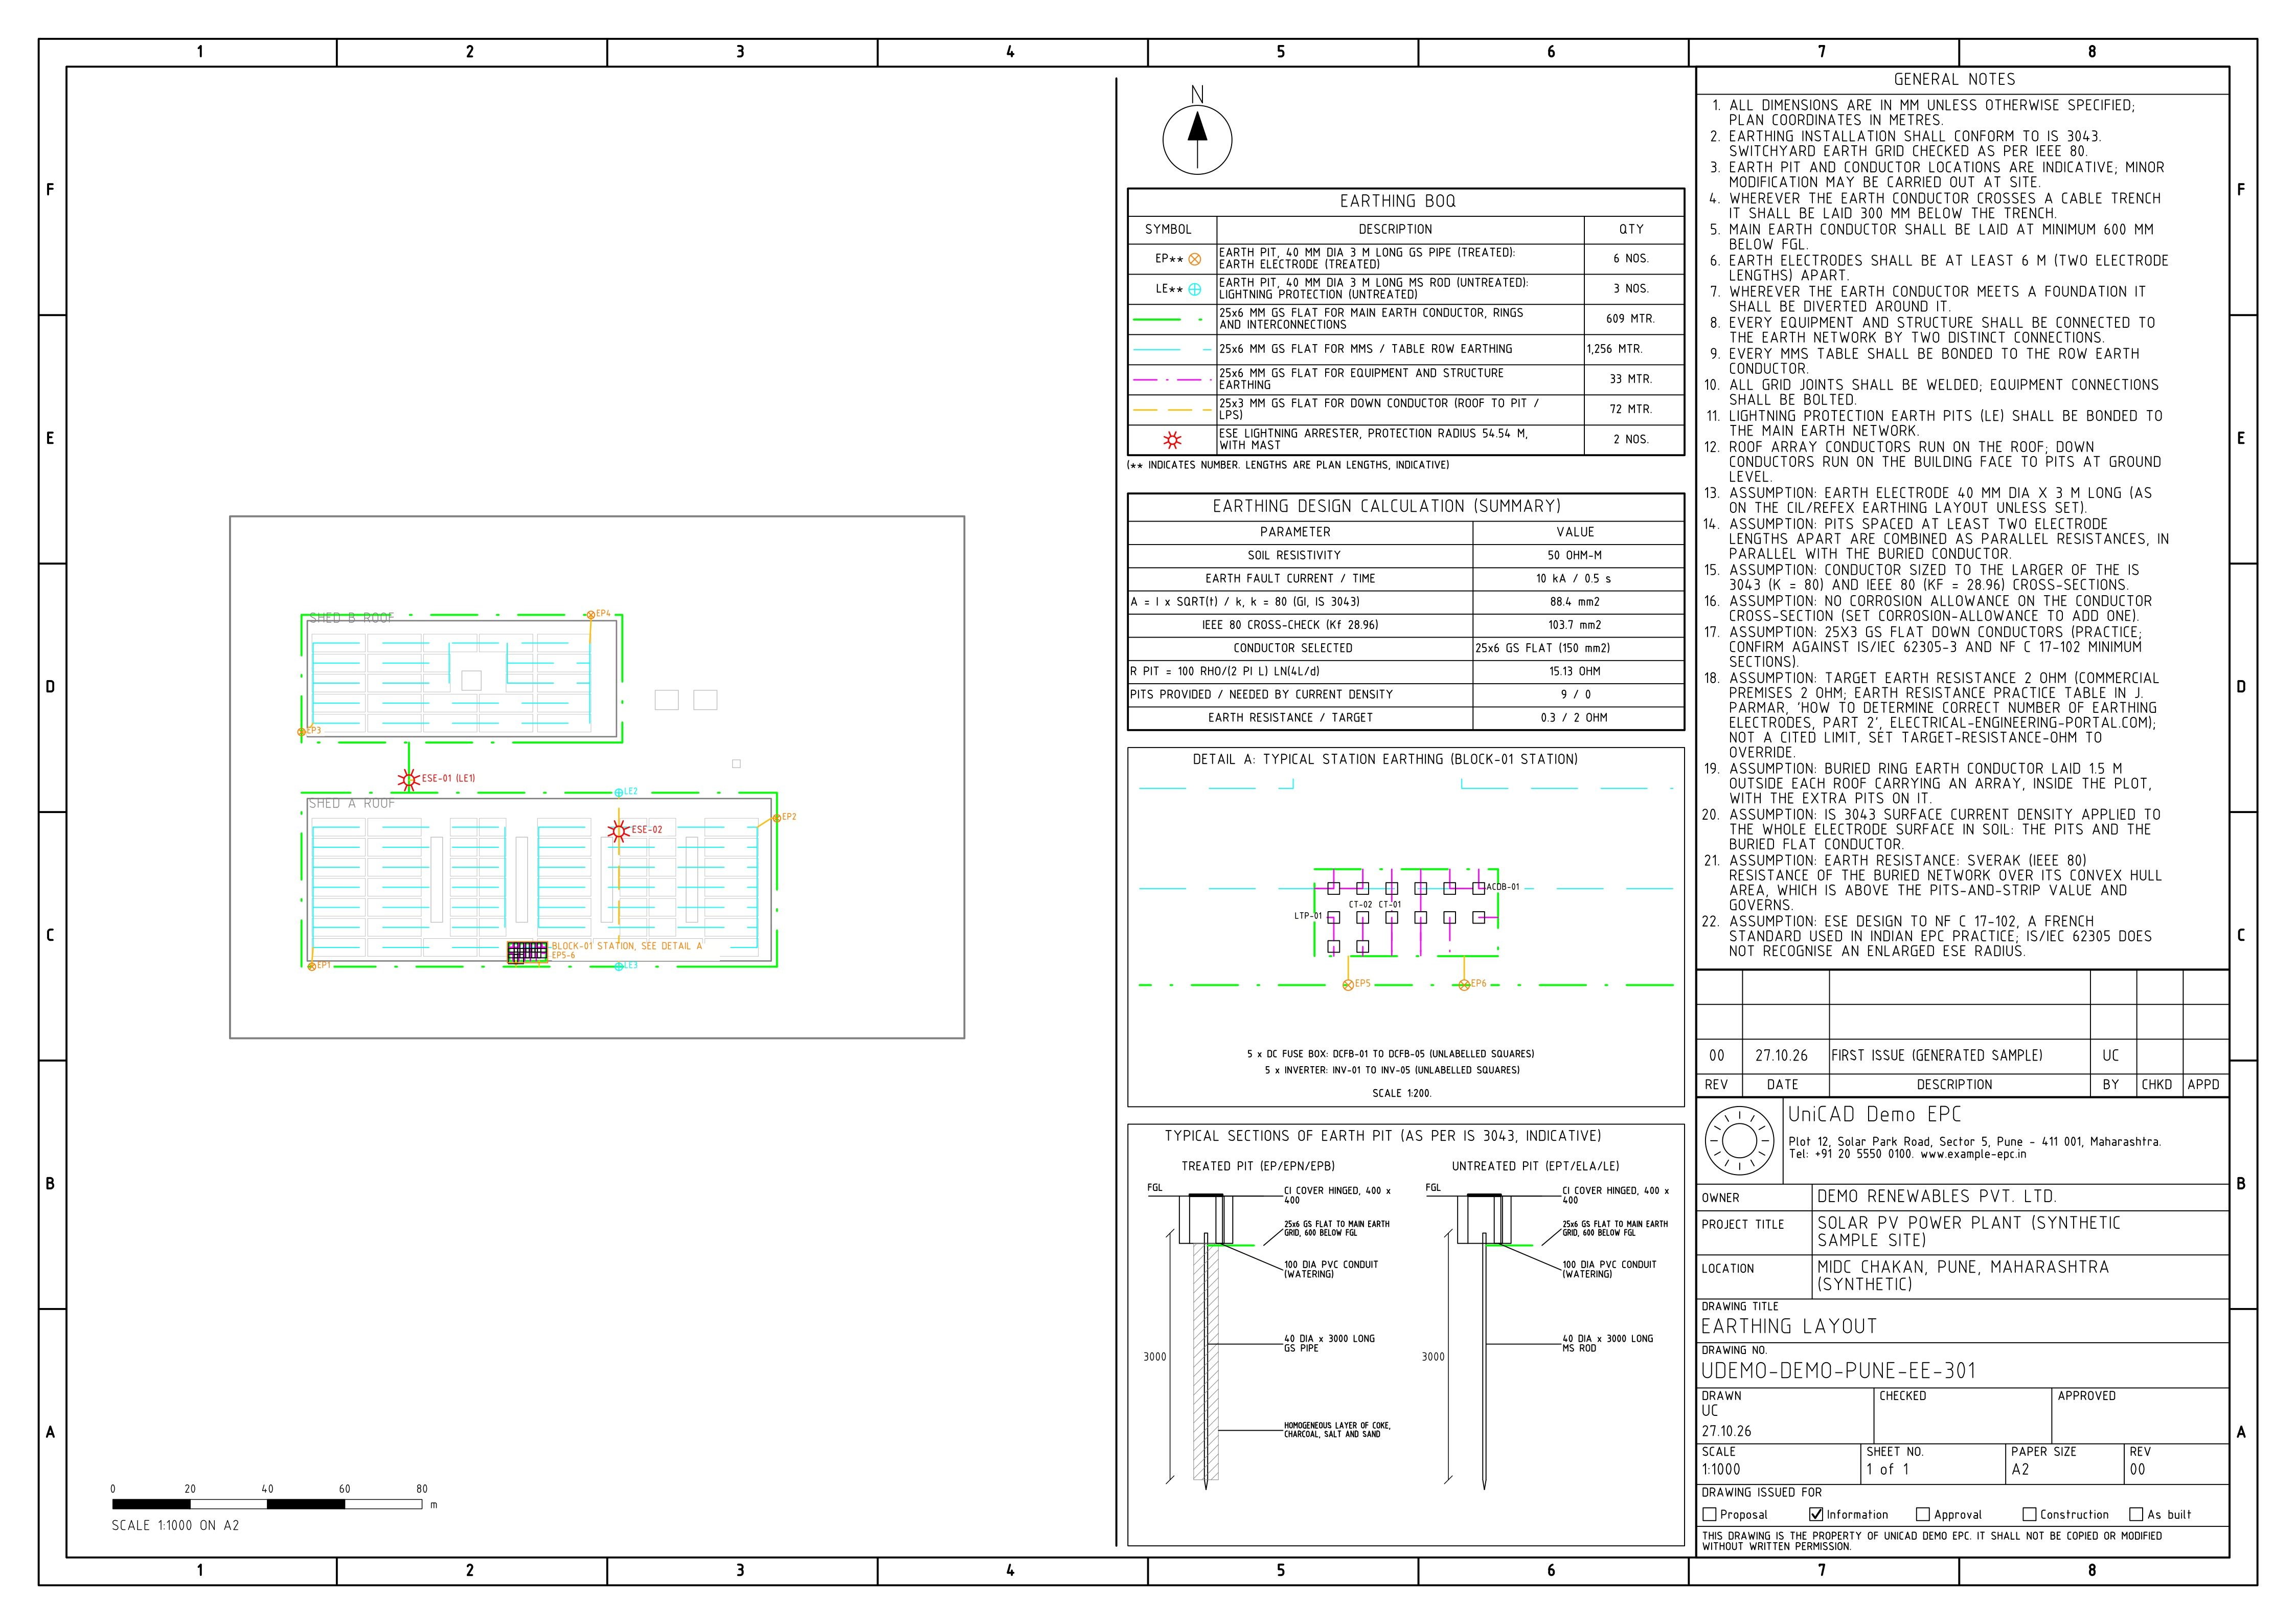 1 2 3 4 5 6 7 8
F
E
D
C
B
A
F
E
D
C
B
A
1 2 3 4 5 6 7 8
SHED B ROOF
EP4
EP3
ESE-01 (LE1)
LE2
SHED A ROOF
EP2
ESE-02
BLOCK-01 STATION, SEE DETAIL A
EP5-6
EP1
LE3
0 20 40 60 80
m
SCALE 1:1000 ON A2
N
EARTHING BOQ
SYMBOL DESCRIPTION QTY
EP** EARTH PIT, 40 MM DIA 3 M LONG GS PIPE (TREATED):
EARTH ELECTRODE (TREATED)
6 NOS.
LE** EARTH PIT, 40 MM DIA 3 M LONG MS ROD (UNTREATED):
LIGHTNING PROTECTION (UNTREATED)
3 NOS.
25x6 MM GS FLAT FOR MAIN EARTH CONDUCTOR, RINGS
AND INTERCONNECTIONS
609 MTR.
25x6 MM GS FLAT FOR MMS / TABLE ROW EARTHING 1,256 MTR.
25x6 MM GS FLAT FOR EQUIPMENT AND STRUCTURE
EARTHING
33 MTR.
25x3 MM GS FLAT FOR DOWN CONDUCTOR (ROOF TO PIT /
LPS)
72 MTR.
ESE LIGHTNING ARRESTER, PROTECTION RADIUS 54.54 M,
WITH MAST
2 NOS.
(** INDICATES NUMBER. LENGTHS ARE PLAN LENGTHS, INDICATIVE)
EARTHING DESIGN CALCULATION (SUMMARY)
PARAMETER VALUE
SOIL RESISTIVITY 50 OHM-M
EARTH FAULT CURRENT / TIME 10 kA / 0.5 s
A = I x SQRT(t) / k, k = 80 (GI, IS 3043) 88.4 mm2
IEEE 80 CROSS-CHECK (Kf 28.96) 103.7 mm2
CONDUCTOR SELECTED 25x6 GS FLAT (150 mm2)
R PIT = 100 RHO/(2 PI L) LN(4L/d) 15.13 OHM
PITS PROVIDED / NEEDED BY CURRENT DENSITY 9 / 0
EARTH RESISTANCE / TARGET 0.3 / 2 OHM
DETAIL A: TYPICAL STATION EARTHING (BLOCK-01 STATION)
ACDB-01
CT-02 CT-01
LTP-01
EP5
EP6
5 x DC FUSE BOX: DCFB-01 TO DCFB-05 (UNLABELLED SQUARES)
5 x INVERTER: INV-01 TO INV-05 (UNLABELLED SQUARES)
SCALE 1:200.
TYPICAL SECTIONS OF EARTH PIT (AS PER IS 3043, INDICATIVE)
TREATED PIT (EP/EPN/EPB)
FGL
CI COVER HINGED, 400 x
400
25x6 GS FLAT TO MAIN EARTH
GRID, 600 BELOW FGL
100 DIA PVC CONDUIT
(WATERING)
40 DIA x 3000 LONG
GS PIPE
3000
HOMOGENEOUS LAYER OF COKE,
CHARCOAL, SALT AND SAND
UNTREATED PIT (EPT/ELA/LE)
FGL
CI COVER HINGED, 400 x
400
25x6 GS FLAT TO MAIN EARTH
GRID, 600 BELOW FGL
100 DIA PVC CONDUIT
(WATERING)
40 DIA x 3000 LONG
MS ROD
3000
GENERAL NOTES
1. ALL DIMENSIONS ARE IN MM UNLESS OTHERWISE SPECIFIED;
PLAN COORDINATES IN METRES.
2. EARTHING INSTALLATION SHALL CONFORM TO IS 3043.
SWITCHYARD EARTH GRID CHECKED AS PER IEEE 80.
3. EARTH PIT AND CONDUCTOR LOCATIONS ARE INDICATIVE; MINOR
MODIFICATION MAY BE CARRIED OUT AT SITE.
4. WHEREVER THE EARTH CONDUCTOR CROSSES A CABLE TRENCH
IT SHALL BE LAID 300 MM BELOW THE TRENCH.
5. MAIN EARTH CONDUCTOR SHALL BE LAID AT MINIMUM 600 MM
BELOW FGL.
6. EARTH ELECTRODES SHALL BE AT LEAST 6 M (TWO ELECTRODE
LENGTHS) APART.
7. WHEREVER THE EARTH CONDUCTOR MEETS A FOUNDATION IT
SHALL BE DIVERTED AROUND IT.
8. EVERY EQUIPMENT AND STRUCTURE SHALL BE CONNECTED TO
THE EARTH NETWORK BY TWO DISTINCT CONNECTIONS.
9. EVERY MMS TABLE SHALL BE BONDED TO THE ROW EARTH
CONDUCTOR.
10. ALL GRID JOINTS SHALL BE WELDED; EQUIPMENT CONNECTIONS
SHALL BE BOLTED.
11. LIGHTNING PROTECTION EARTH PITS (LE) SHALL BE BONDED TO
THE MAIN EARTH NETWORK.
12. ROOF ARRAY CONDUCTORS RUN ON THE ROOF; DOWN
CONDUCTORS RUN ON THE BUILDING FACE TO PITS AT GROUND
LEVEL.
13. ASSUMPTION: EARTH ELECTRODE 40 MM DIA X 3 M LONG (AS
ON THE CIL/REFEX EARTHING LAYOUT UNLESS SET).
14. ASSUMPTION: PITS SPACED AT LEAST TWO ELECTRODE
LENGTHS APART ARE COMBINED AS PARALLEL RESISTANCES, IN
PARALLEL WITH THE BURIED CONDUCTOR.
15. ASSUMPTION: CONDUCTOR SIZED TO THE LARGER OF THE IS
3043 (K = 80) AND IEEE 80 (KF = 28.96) CROSS-SECTIONS.
16. ASSUMPTION: NO CORROSION ALLOWANCE ON THE CONDUCTOR
CROSS-SECTION (SET CORROSION-ALLOWANCE TO ADD ONE).
17. ASSUMPTION: 25X3 GS FLAT DOWN CONDUCTORS (PRACTICE;
CONFIRM AGAINST IS/IEC 62305-3 AND NF C 17-102 MINIMUM
SECTIONS).
18. ASSUMPTION: TARGET EARTH RESISTANCE 2 OHM (COMMERCIAL
PREMISES 2 OHM; EARTH RESISTANCE PRACTICE TABLE IN J.
PARMAR, 'HOW TO DETERMINE CORRECT NUMBER OF EARTHING
ELECTRODES, PART 2', ELECTRICAL-ENGINEERING-PORTAL.COM);
NOT A CITED LIMIT, SET TARGET-RESISTANCE-OHM TO
OVERRIDE.
19. ASSUMPTION: BURIED RING EARTH CONDUCTOR LAID 1.5 M
OUTSIDE EACH ROOF CARRYING AN ARRAY, INSIDE THE PLOT,
WITH THE EXTRA PITS ON IT.
20. ASSUMPTION: IS 3043 SURFACE CURRENT DENSITY APPLIED TO
THE WHOLE ELECTRODE SURFACE IN SOIL: THE PITS AND THE
BURIED FLAT CONDUCTOR.
21. ASSUMPTION: EARTH RESISTANCE: SVERAK (IEEE 80)
RESISTANCE OF THE BURIED NETWORK OVER ITS CONVEX HULL
AREA, WHICH IS ABOVE THE PITS-AND-STRIP VALUE AND
GOVERNS.
22. ASSUMPTION: ESE DESIGN TO NF C 17-102, A FRENCH
STANDARD USED IN INDIAN EPC PRACTICE; IS/IEC 62305 DOES
NOT RECOGNISE AN ENLARGED ESE RADIUS.
00 27.10.26 FIRST ISSUE (GENERATED SAMPLE) UC
REV DATE DESCRIPTION BY CHKD APPD
UniCAD Demo EPC
Plot 12, Solar Park Road, Sector 5, Pune - 411 001, Maharashtra.
Tel: +91 20 5550 0100. www.example-epc.in
OWNER DEMO RENEWABLES PVT. LTD.
PROJECT TITLE SOLAR PV POWER PLANT (SYNTHETIC
SAMPLE SITE)
LOCATION MIDC CHAKAN, PUNE, MAHARASHTRA
(SYNTHETIC)
DRAWING TITLE
EARTHING LAYOUT
DRAWING NO.
UDEMO-DEMO-PUNE-EE-301
DRAWN CHECKED APPROVED
UC
27.10.26
SCALE SHEET NO. PAPER SIZE REV
1:1000 1 of 1 A2 00
DRAWING ISSUED FOR
Proposal Information Approval Construction As built
THIS DRAWING IS THE PROPERTY OF UNICAD DEMO EPC. IT SHALL NOT BE COPIED OR MODIFIED
WITHOUT WRITTEN PERMISSION.